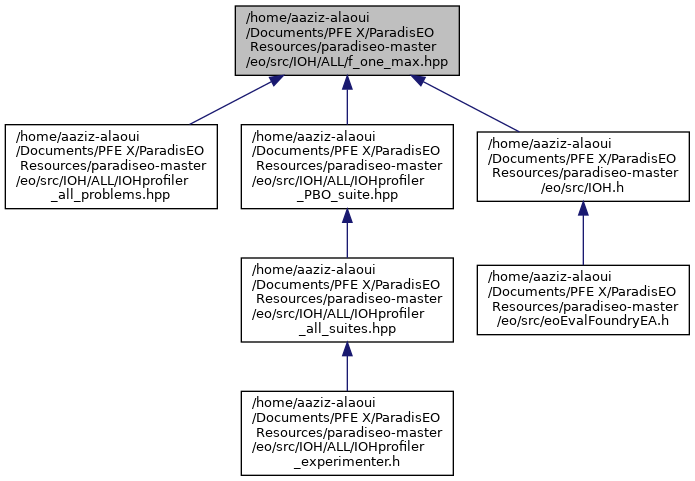 /home/aaziz-alaoui
/Documents/PFE X/ParadisEO
Resources/paradiseo-master
/eo/src/IOH/ALL/f_one_max.hpp
/home/aaziz-alaoui
/Documents/PFE X/ParadisEO
Resources/paradiseo-master
/eo/src/IOH/ALL/IOHprofiler
_all_problems.hpp
/home/aaziz-alaoui
/Documents/PFE X/ParadisEO
Resources/paradiseo-master
/eo/src/IOH/ALL/IOHprofiler
_PBO_suite.hpp
/home/aaziz-alaoui
/Documents/PFE X/ParadisEO
Resources/paradiseo-master
/eo/src/IOH.h
/home/aaziz-alaoui
/Documents/PFE X/ParadisEO
Resources/paradiseo-master
/eo/src/IOH/ALL/IOHprofiler
_all_suites.hpp
/home/aaziz-alaoui
/Documents/PFE X/ParadisEO
Resources/paradiseo-master
/eo/src/eoEvalFoundryEA.h
/home/aaziz-alaoui
/Documents/PFE X/ParadisEO
Resources/paradiseo-master
/eo/src/IOH/ALL/IOHprofiler
_experimenter.h